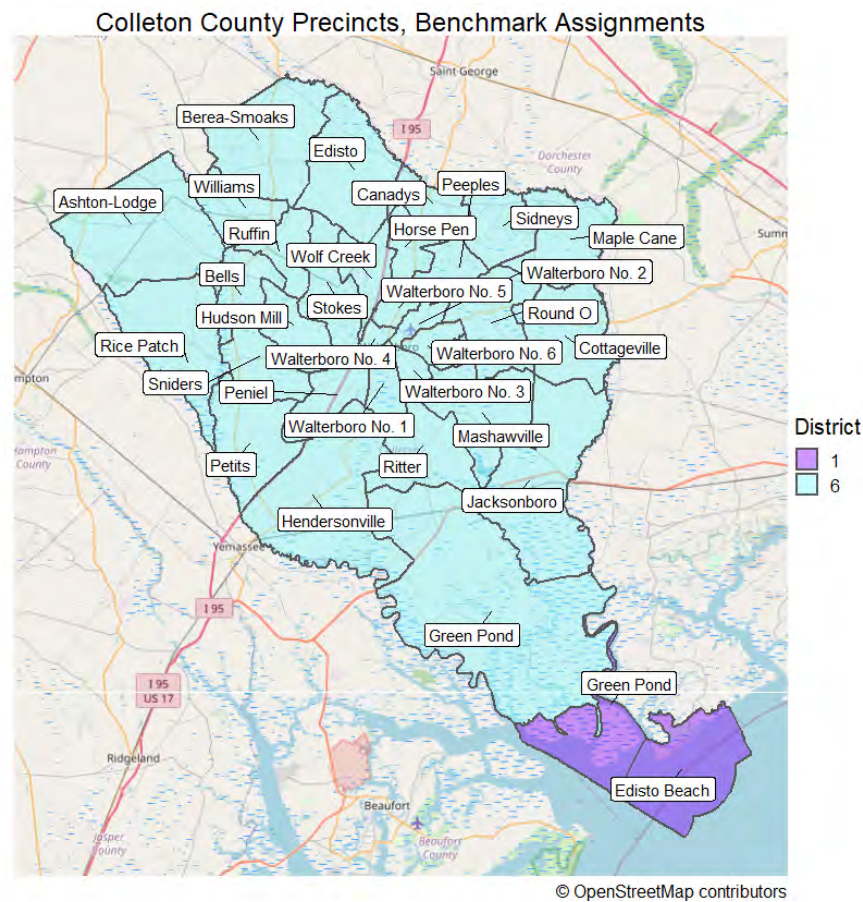 Colleton County Precincts, Benchmark Assignments
Saint George
Berea-Smoaks
I 95
Edisto
Dorchester
County
Peeples
Williams
Canadys
Ashton-Lodge
Sidneys
Ruffin
Horse Pen
Maple Cane
Summ
Wolf Creek
Bells
Walterboro No. 2
Walterboro No. 5
Stokes
Hudson Mill
Round O
Rice Patch
Walterboro No. 4
Walterboro No. 6
Cottageville
mpton
Sniders
Peniel
Walterboro No. 3
Walterboro No. 1
Mashawville
District
1
6
Hampton
County
Petits
Ritter
Jacksonboro
Hendersonville
Yemassee
I 95
Green Pond
Green Pond
I 95
US 17
Ridgeland
Edisto Beach
Beaufort
Jasper
County
Beaufort
County
© OpenStreetMap contributors